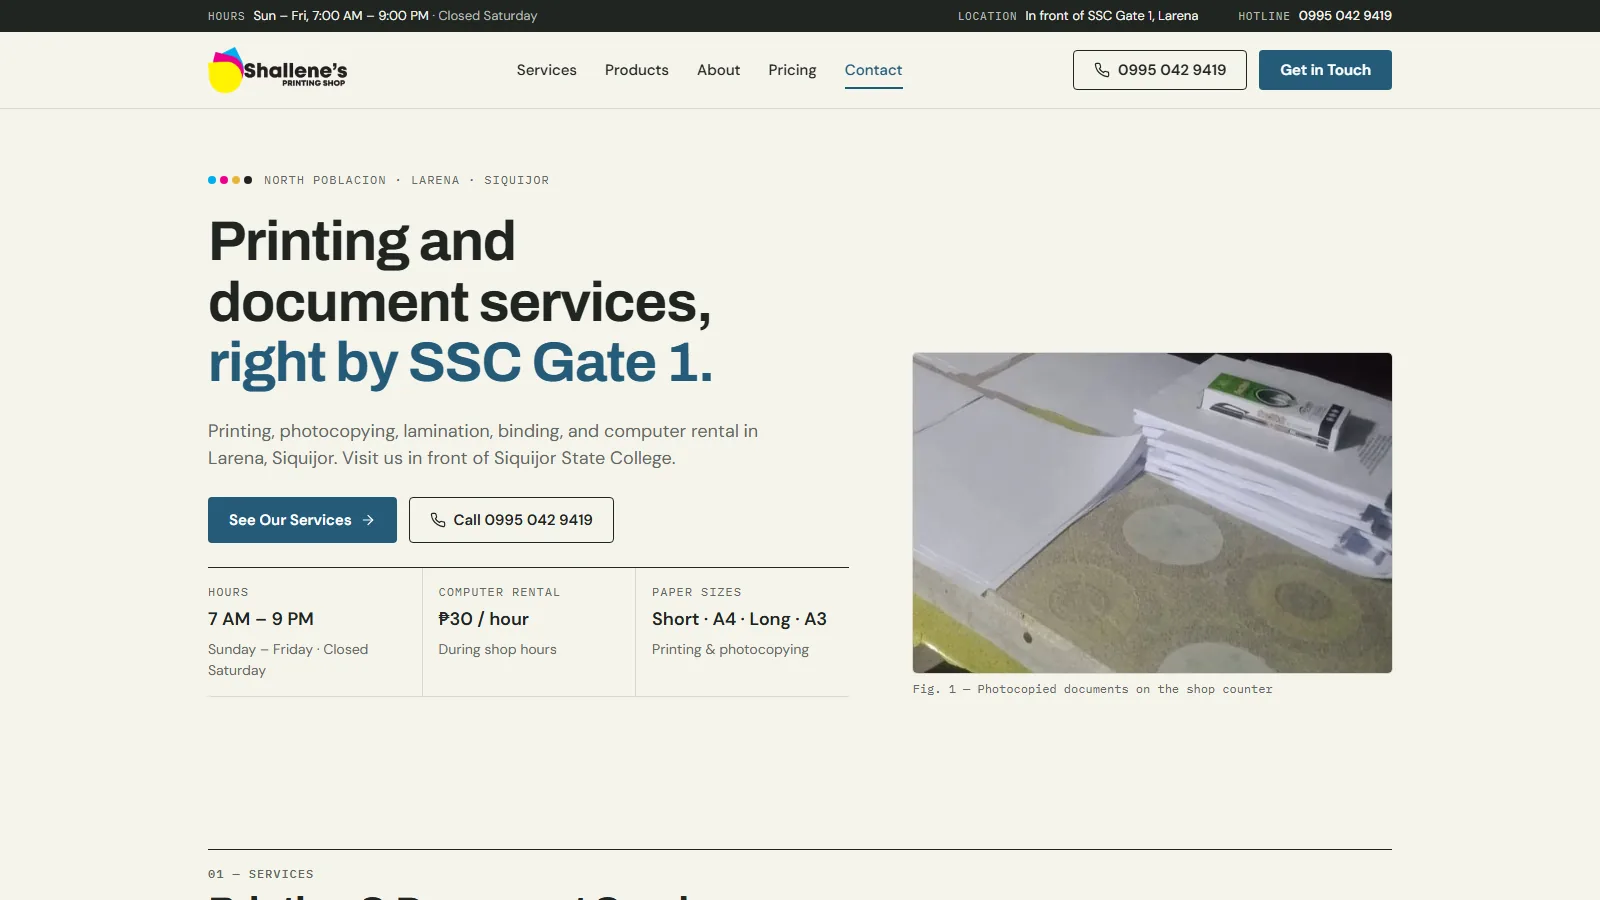 HOURS Sun – Fri, 7:00 AM – 9:00 PM · Closed Saturday
LOCATION In front of SSC Gate 1, Larena
HOTLINE 0995 042 9419
Shallene's
PRINTING SHOP
Services
Products
About
Pricing
Contact
0995 042 9419
Get in Touch
NORTH POBLACION · LARENA · SIQUIJOR
Printing and
document services,
right by SSC Gate 1.
Printing, photocopying, lamination, binding, and computer rental in
Larena, Siquijor. Visit us in front of Siquijor State College.
See Our Services
Call 0995 042 9419
HOURS
7 AM – 9 PM
Sunday – Friday · Closed
Saturday
COMPUTER RENTAL
₱30 / hour
During shop hours
PAPER SIZES
Short · A4 · Long · A3
Printing & photocopying
Fig. 1 — Photocopied documents on the shop counter
01 — SERVICES